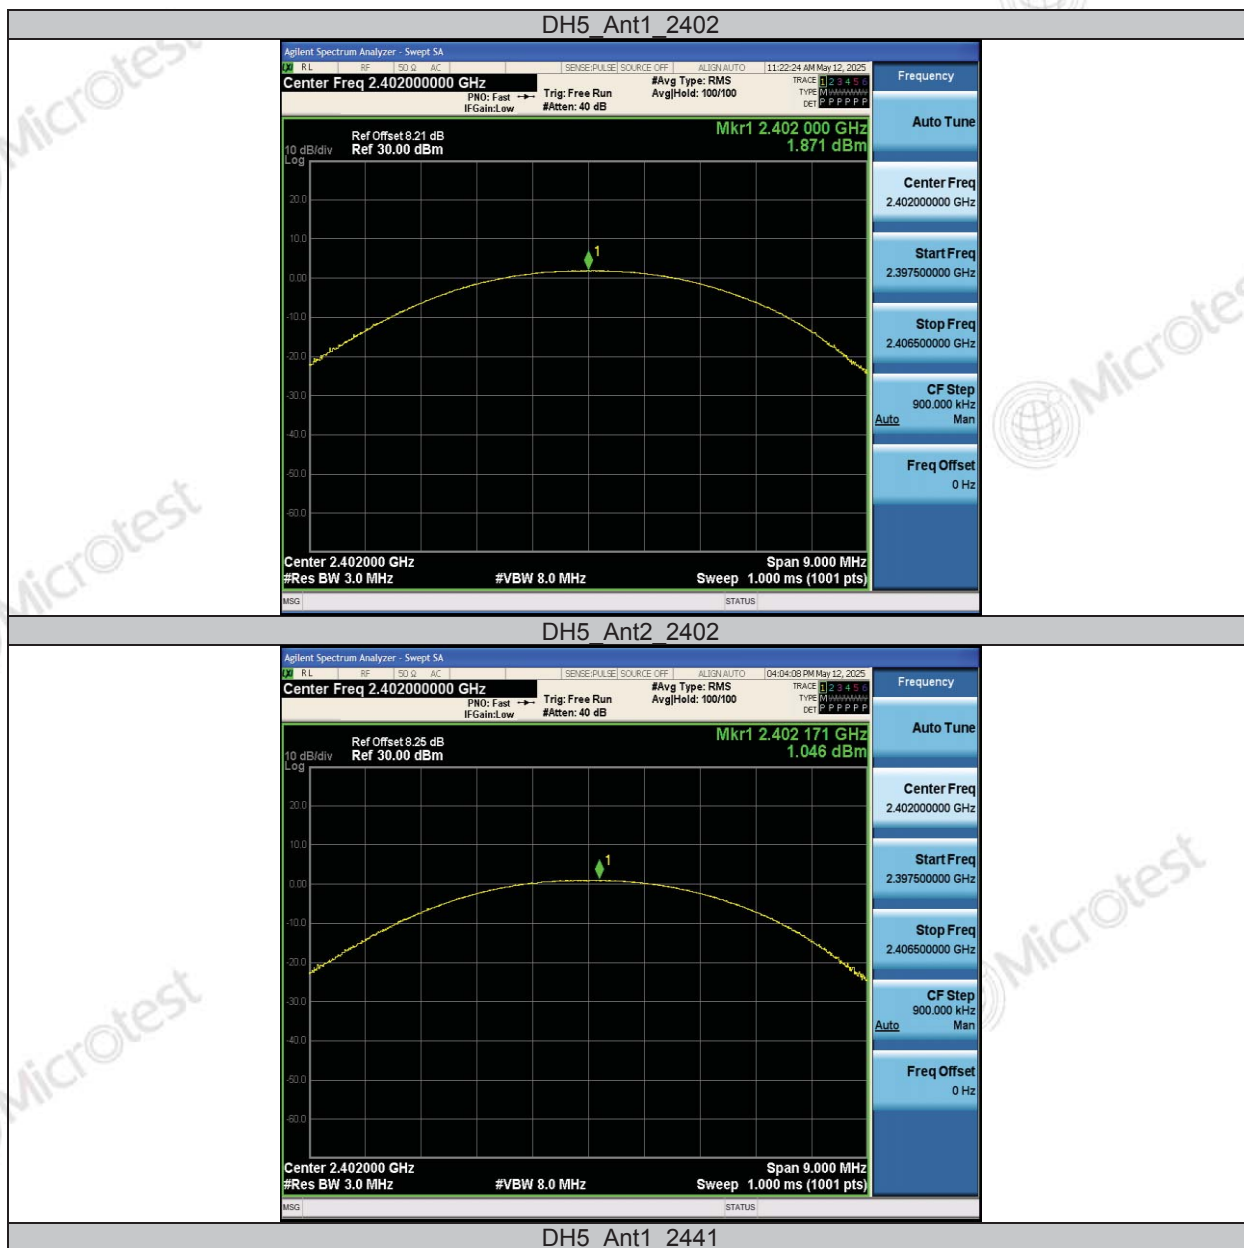 DH5_Ant1_2402
Agilent Spectrum Analyzer - Swept SA
RL RF 50 Ω AC SENSE:PULSE SOURCE OFF ALIGN AUTO 11:22:24 AM May 12, 2025
Center Freq 2.402000000 GHz
PNO: Fast
IFGain:Low
Trig: Free Run
#Atten: 40 dB
#Avg Type: RMS
Avg|Hold: 100/100
TRACE 1 2 3 4 5 6
TYPE M
DET P P P P P P
Frequency
Ref Offset 8.21 dB
Ref 30.00 dBm
10 dB/div
Log
Mkr1 2.402 000 GHz
1.871 dBm
20.0
10.0
0.00
-10.0
-20.0
-30.0
-40.0
-50.0
-60.0
1
Center 2.402000 GHz
#Res BW 3.0 MHz
#VBW 8.0 MHz
Span 9.000 MHz
Sweep 1.000 ms (1001 pts)
MSG
STATUS
Auto Tune
Center Freq
2.402000000 GHz
Start Freq
2.397500000 GHz
Stop Freq
2.406500000 GHz
CF Step
900.000 kHz
Auto Man
Freq Offset
0 Hz
DH5_Ant2_2402
Agilent Spectrum Analyzer - Swept SA
RL RF 50 Ω AC SENSE:PULSE SOURCE OFF ALIGN AUTO 04:04:08 PM May 12, 2025
Center Freq 2.402000000 GHz
PNO: Fast
IFGain:Low
Trig: Free Run
#Atten: 40 dB
#Avg Type: RMS
Avg|Hold: 100/100
TRACE 1 2 3 4 5 6
TYPE M
DET P P P P P P
Frequency
Ref Offset 8.25 dB
Ref 30.00 dBm
10 dB/div
Log
Mkr1 2.402 171 GHz
1.046 dBm
20.0
10.0
0.00
-10.0
-20.0
-30.0
-40.0
-50.0
-60.0
1
Center 2.402000 GHz
#Res BW 3.0 MHz
#VBW 8.0 MHz
Span 9.000 MHz
Sweep 1.000 ms (1001 pts)
MSG
STATUS
Auto Tune
Center Freq
2.402000000 GHz
Start Freq
2.397500000 GHz
Stop Freq
2.406500000 GHz
CF Step
900.000 kHz
Auto Man
Freq Offset
0 Hz
DH5_Ant1_2441
Microtest
Microtest
Microtest
Microtest
Microtest